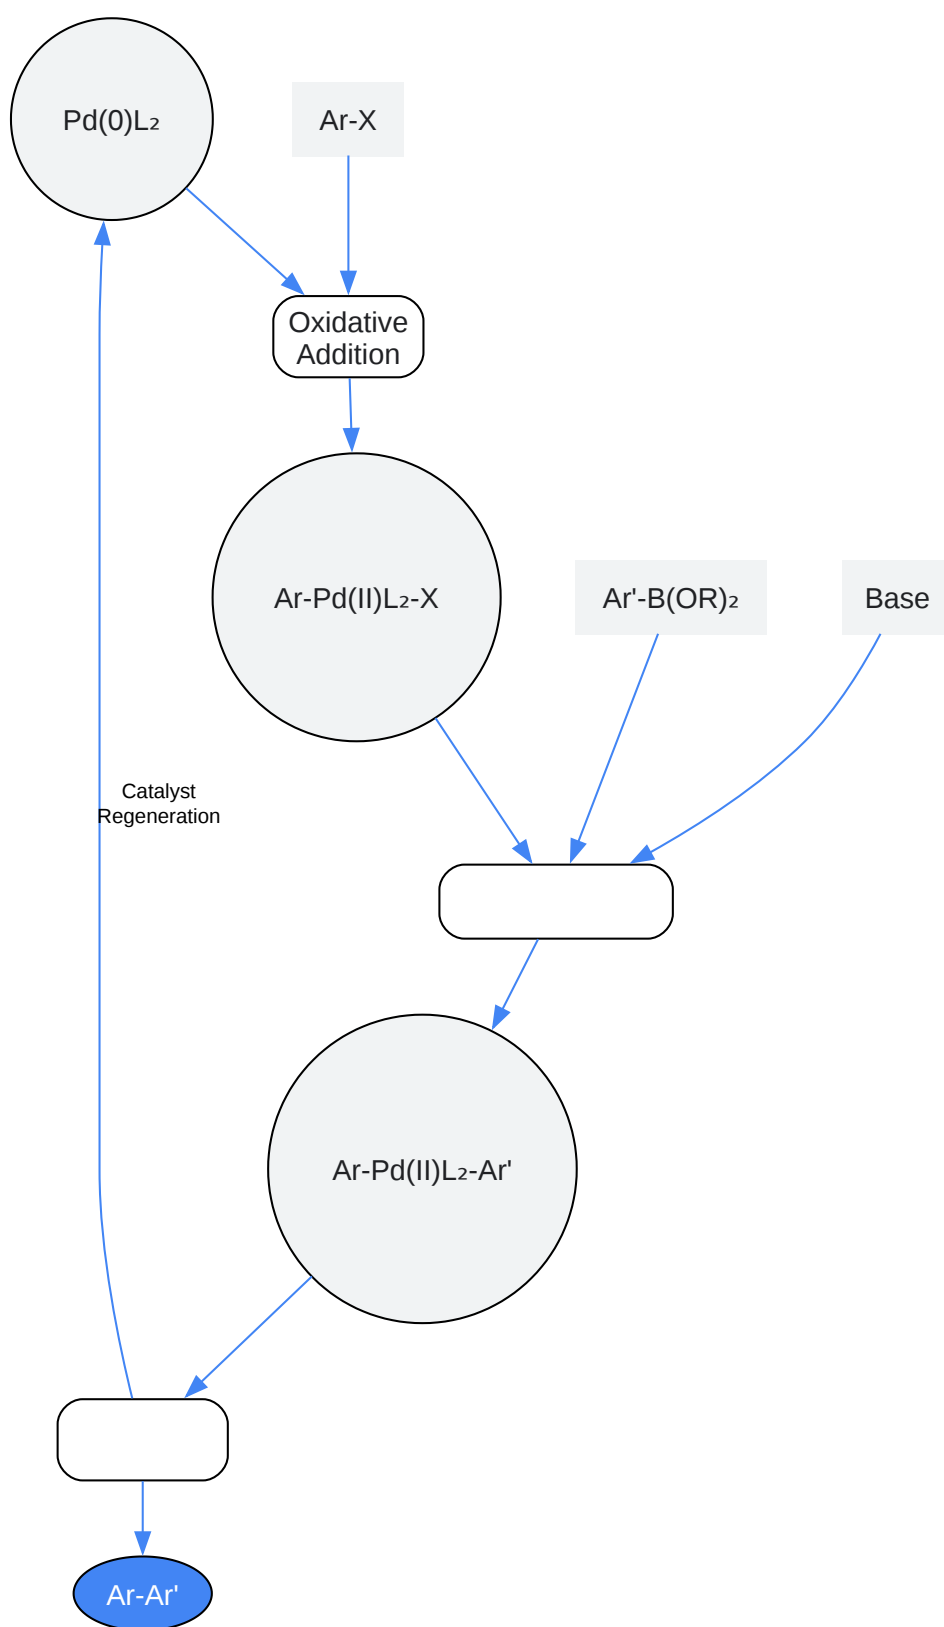 Pd(0)L₂
Ar-X
Oxidative
Addition
Ar-Pd(II)L₂-X
Ar'-B(OR)₂
Base
Catalyst
Regeneration
Ar-Pd(II)L₂-Ar'
Ar-Ar'